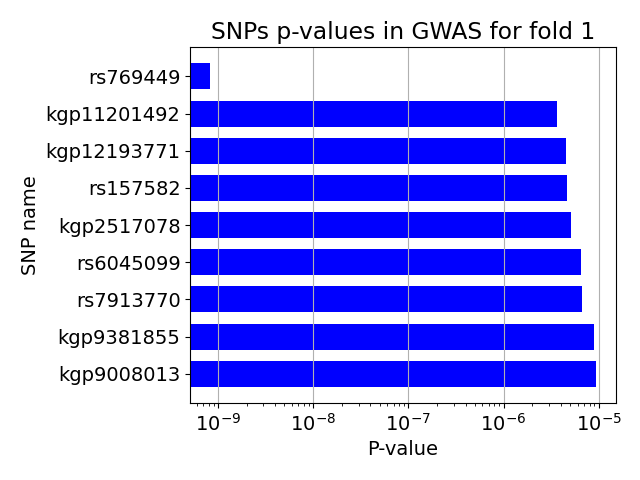 SNPs p-values in GWAS for fold 1
rs769449
kgp11201492
kgp12193771
rs157582
kgp2517078
rs6045099
rs7913770
kgp9381855
kgp9008013
SNP name
10⁻⁹ 10⁻⁸ 10⁻⁷ 10⁻⁶ 10⁻⁵
P-value